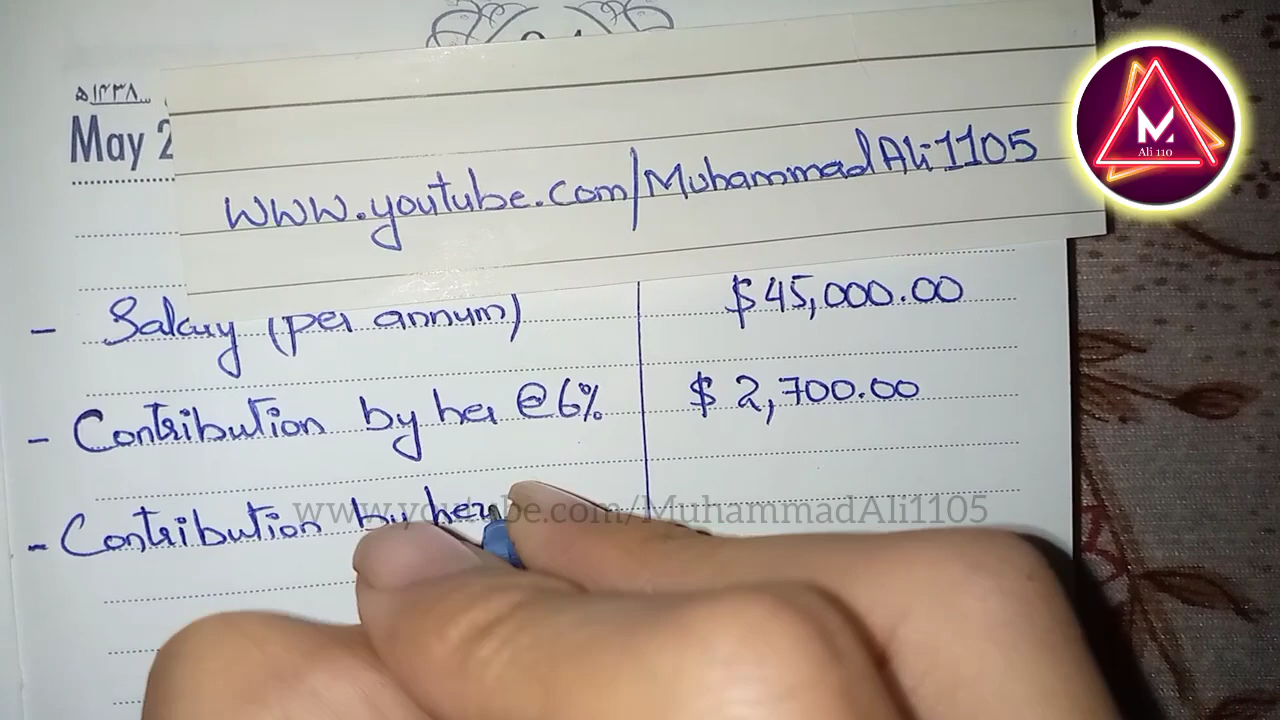 ه ۱۴۳۸
May 2
www.youtube.com/MuhammadAli1105
M
Ali 110
- Salary (per annum) $45,000.00
- Contribution by her @ 6% $ 2,700.00
- Contribution by her
www.youtube.com/MuhammadAli1105